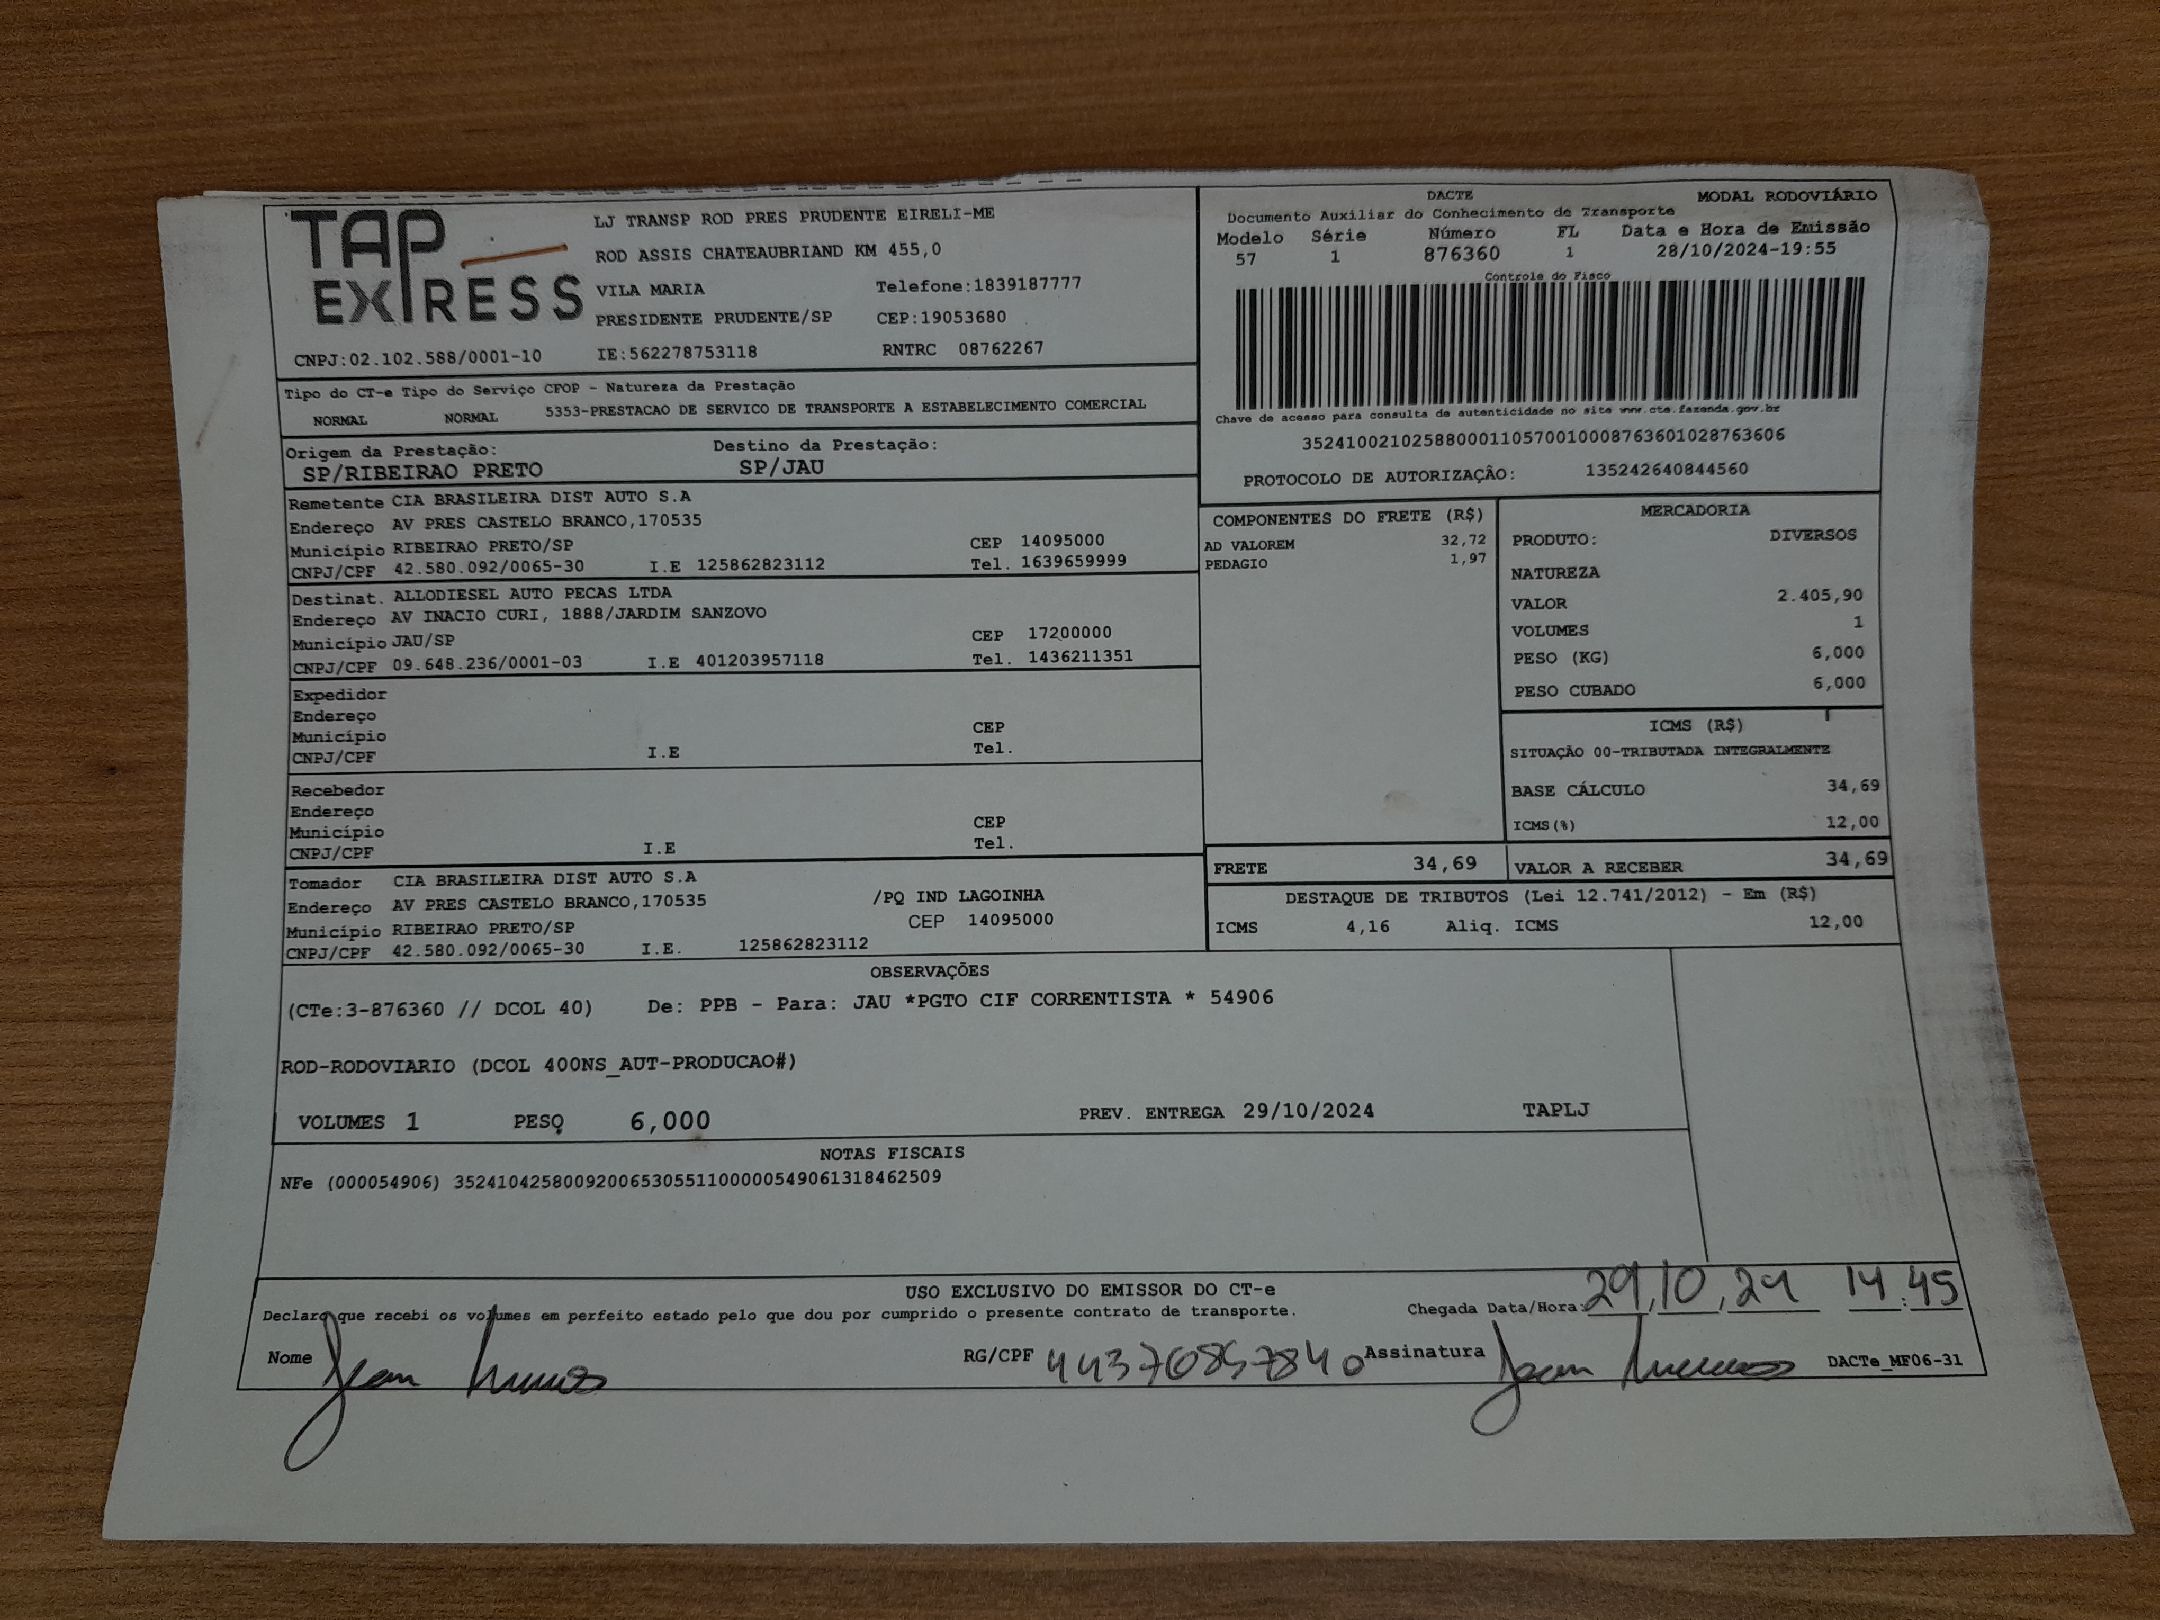 TAP EXPRESS
LJ TRANSP ROD PRES PRUDENTE EIRELI-ME
ROD ASSIS CHATEAUBRIAND KM 455,0
VILA MARIA Telefone:1839187777
PRESIDENTE PRUDENTE/SP CEP:19053680
CNPJ:02.102.588/0001-10 IE:562278753118 RNTRC 08762267
DACTE MODAL RODOVIÁRIO
Documento Auxiliar do Conhecimento de Transporte
Modelo Série Número FL Data e Hora de Emissão
57 1 876360 1 28/10/2024-19:55
Controle do Fisco
Chave de acesso para consulta de autenticidade no site www.cte.fazenda.gov.br
35241002102588000110570010008763601028763606
PROTOCOLO DE AUTORIZAÇÂO: 135242640844560
Tipo do CT-e Tipo do Serviço CFOP - Natureza da Prestação
NORMAL NORMAL 5353-PRESTACAO DE SERVICO DE TRANSPORTE A ESTABELECIMENTO COMERCIAL
Origem da Prestação: Destino da Prestação:
SP/RIBEIRAO PRETO SP/JAU
Remetente CIA BRASILEIRA DIST AUTO S.A
Endereço AV PRES CASTELO BRANCO,170535
Município RIBEIRAO PRETO/SP CEP 14095000
CNPJ/CPF 42.580.092/0065-30 I.E 125862823112 Tel. 1639659999
Destinat. ALLODIESEL AUTO PECAS LTDA
Endereço AV INACIO CURI, 1888/JARDIM SANZOVO
Município JAU/SP CEP 17200000
CNPJ/CPF 09.648.236/0001-03 I.E 401203957118 Tel. 1436211351
Expedidor
Endereço
Município CEP
CNPJ/CPF I.E Tel.
Recebedor
Endereço
Município CEP
CNPJ/CPF I.E Tel.
Tomador CIA BRASILEIRA DIST AUTO S.A
Endereço AV PRES CASTELO BRANCO,170535 /PQ IND LAGOINHA
Município RIBEIRAO PRETO/SP CEP 14095000
CNPJ/CPF 42.580.092/0065-30 I.E. 125862823112
COMPONENTES DO FRETE (R$)
AD VALOREM 32,72
PEDAGIO 1,97
MERCADORIA
PRODUTO: DIVERSOS
NATUREZA
VALOR 2.405,90
VOLUMES 1
PESO (KG) 6,000
PESO CUBADO 6,000
ICMS (R$)
SITUAÇÃO 00-TRIBUTADA INTEGRALMENTE
BASE CÁLCULO 34,69
ICMS(%) 12,00
FRETE 34,69 VALOR A RECEBER 34,69
DESTAQUE DE TRIBUTOS (Lei 12.741/2012) - Em (R$)
ICMS 4,16 Aliq. ICMS 12,00
OBSERVAÇÕES
(CTe:3-876360 // DCOL 40) De: PPB - Para: JAU *PGTO CIF CORRENTISTA * 54906
ROD-RODOVIARIO (DCOL 400NS_AUT-PRODUCAO#)
VOLUMES 1 PESO 6,000 PREV. ENTREGA 29/10/2024 TAPLJ
NOTAS FISCAIS
NFe (000054906) 35241042580092006530551100000549061318462509
USO EXCLUSIVO DO EMISSOR DO CT-e
Declaro que recebi os volumes em perfeito estado pelo que dou por cumprido o presente contrato de transporte. Chegada Data/Hora: 29,10,24 14:45
Nome Jean RG/CPF 44370857840 Assinatura Jean DACTe_MF06-31